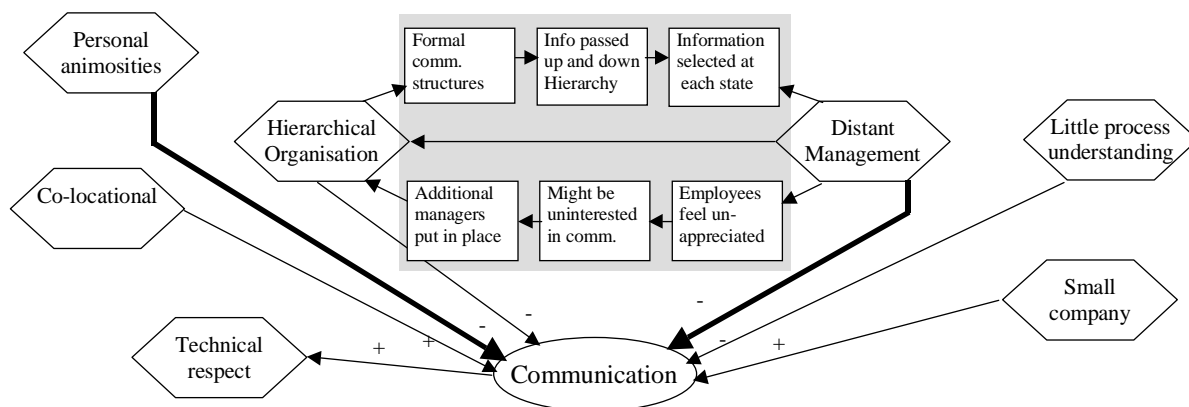 Personal
animosities
Formal
comm.
structures
Info passed
up and down
Hierarchy
Information
selected at
each state
Hierarchical
Organisation
Distant
Management
Little process
understanding
Co-locational
Additional
managers
put in place
Might be
uninterested
in comm.
Employees
feel un-
appreciated
Small
company
Technical
respect
+
+
-
-
-
-
+
Communication